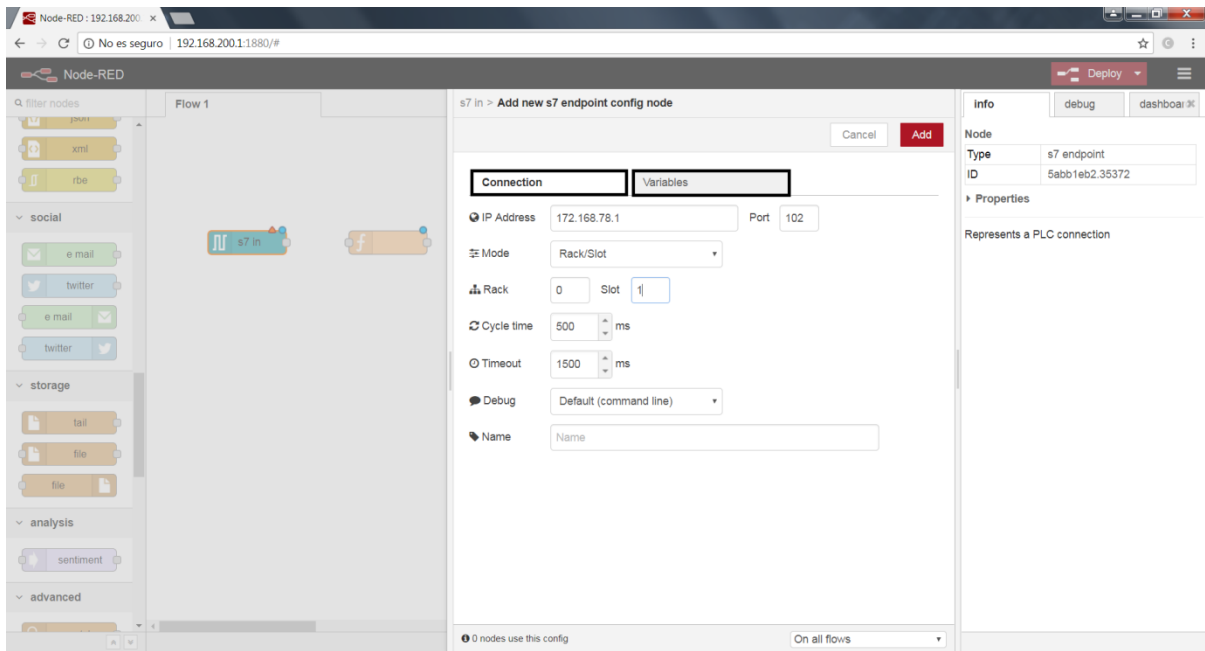 Node-RED : 192.168.200
No es seguro | 192.168.200.1:1880/#
Node-RED
Deploy
filter nodes
json
xml
rbe
social
e mail
twitter
e mail
twitter
storage
tail
file
file
analysis
sentiment
advanced
Flow 1
s7 in
f
s7 in > Add new s7 endpoint config node
Cancel Add
Connection Variables
IP Address 172.168.78.1 Port 102
Mode Rack/Slot
Rack 0 Slot 1
Cycle time 500 ms
Timeout 1500 ms
Debug Default (command line)
Name Name
0 nodes use this config On all flows
info debug dashboar
Node
Type s7 endpoint
ID 5abb1eb2.35372
Properties
Represents a PLC connection